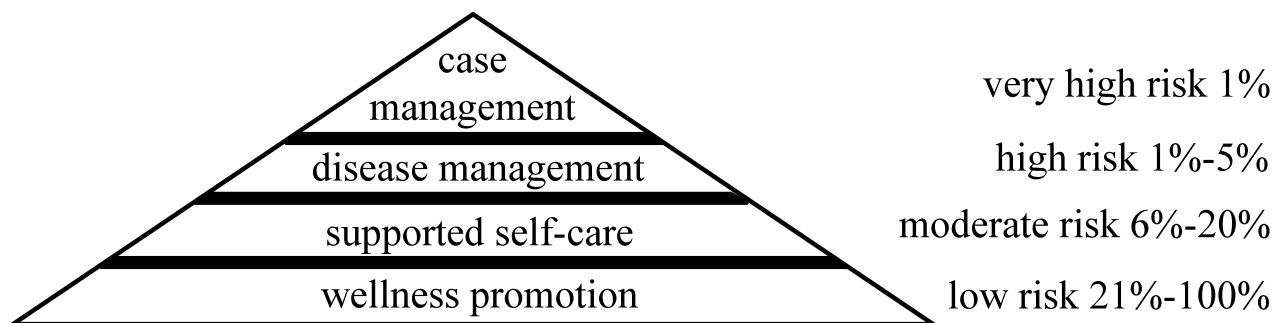 case
management
very high risk 1%
disease management
high risk 1%-5%
supported self-care
moderate risk 6%-20%
wellness promotion
low risk 21%-100%